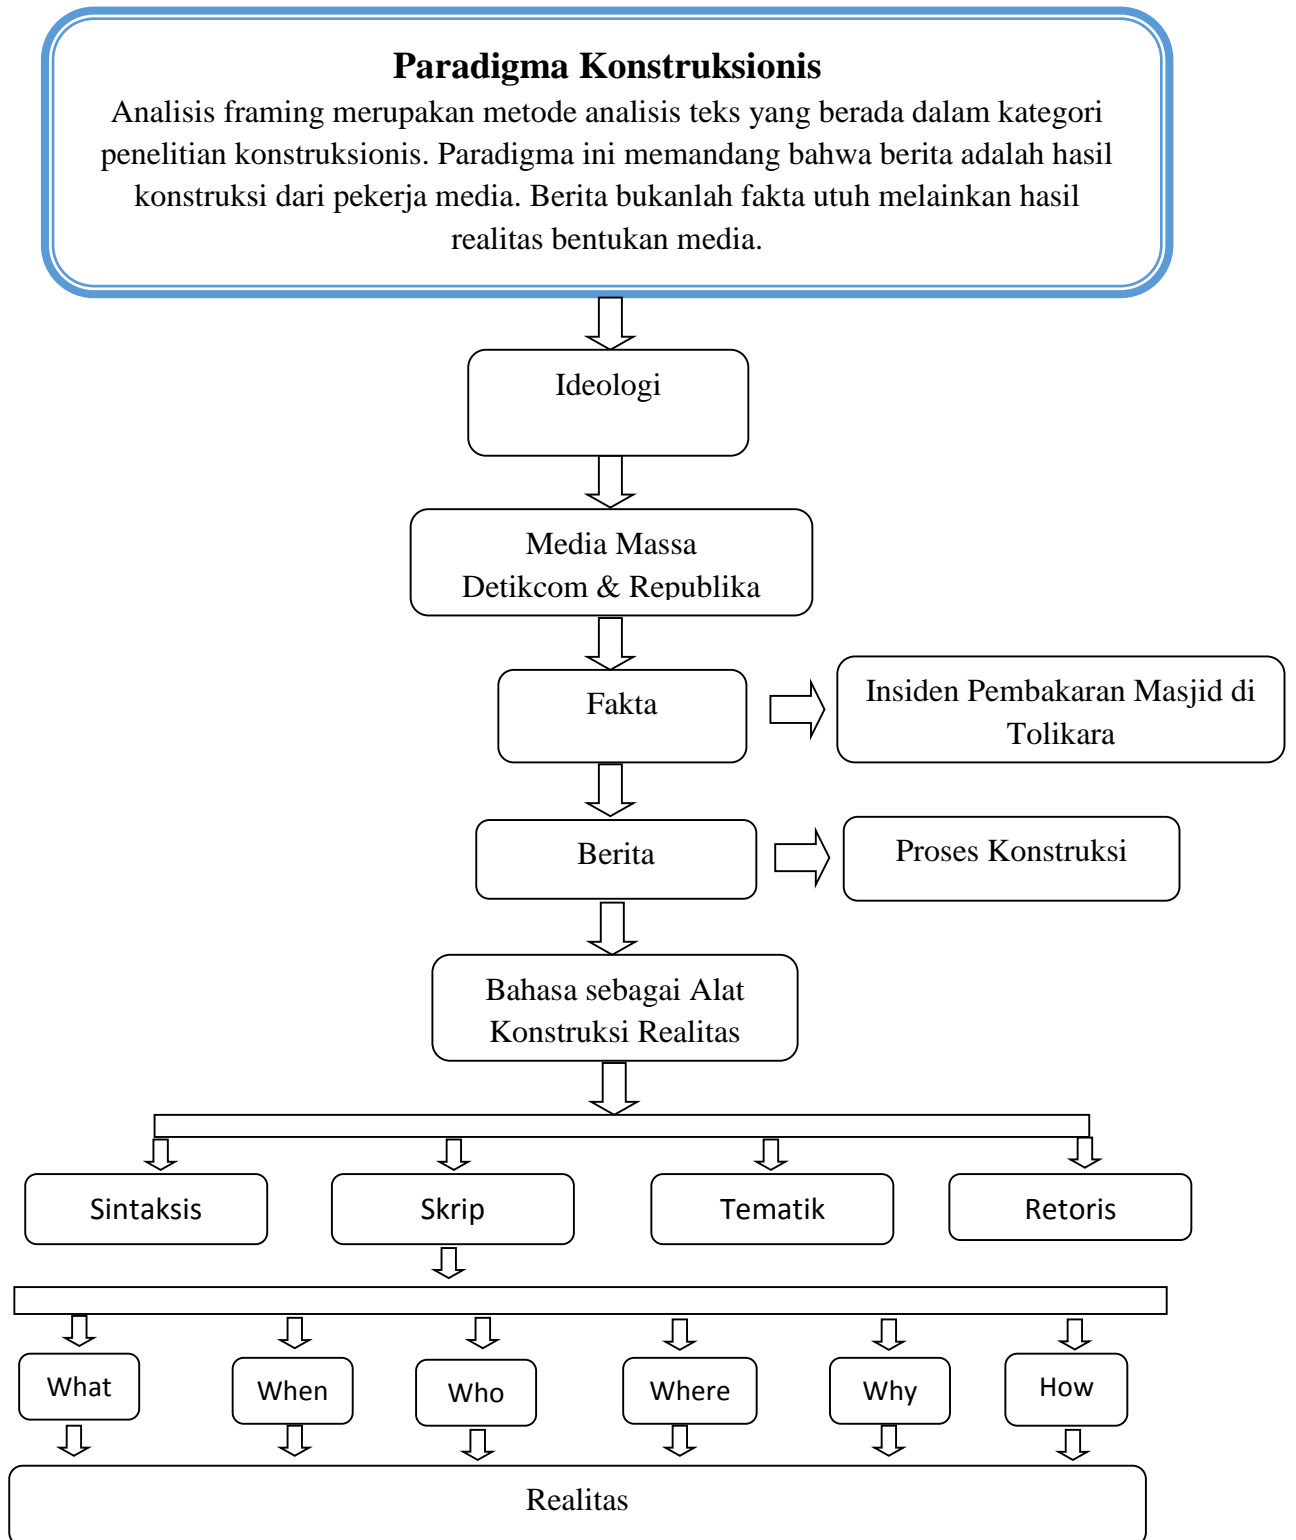 Paradigma Konstruksionis
Analisis framing merupakan metode analisis teks yang berada dalam kategori
penelitian konstruksionis. Paradigma ini memandang bahwa berita adalah hasil
konstruksi dari pekerja media. Berita bukanlah fakta utuh melainkan hasil
realitas bentukan media.
Ideologi
Media Massa
Detikcom & Republika
Fakta
Insiden Pembakaran Masjid di
Tolikara
Berita
Proses Konstruksi
Bahasa sebagai Alat
Konstruksi Realitas
Sintaksis
Skrip
Tematik
Retoris
What
When
Who
Where
Why
How
Realitas